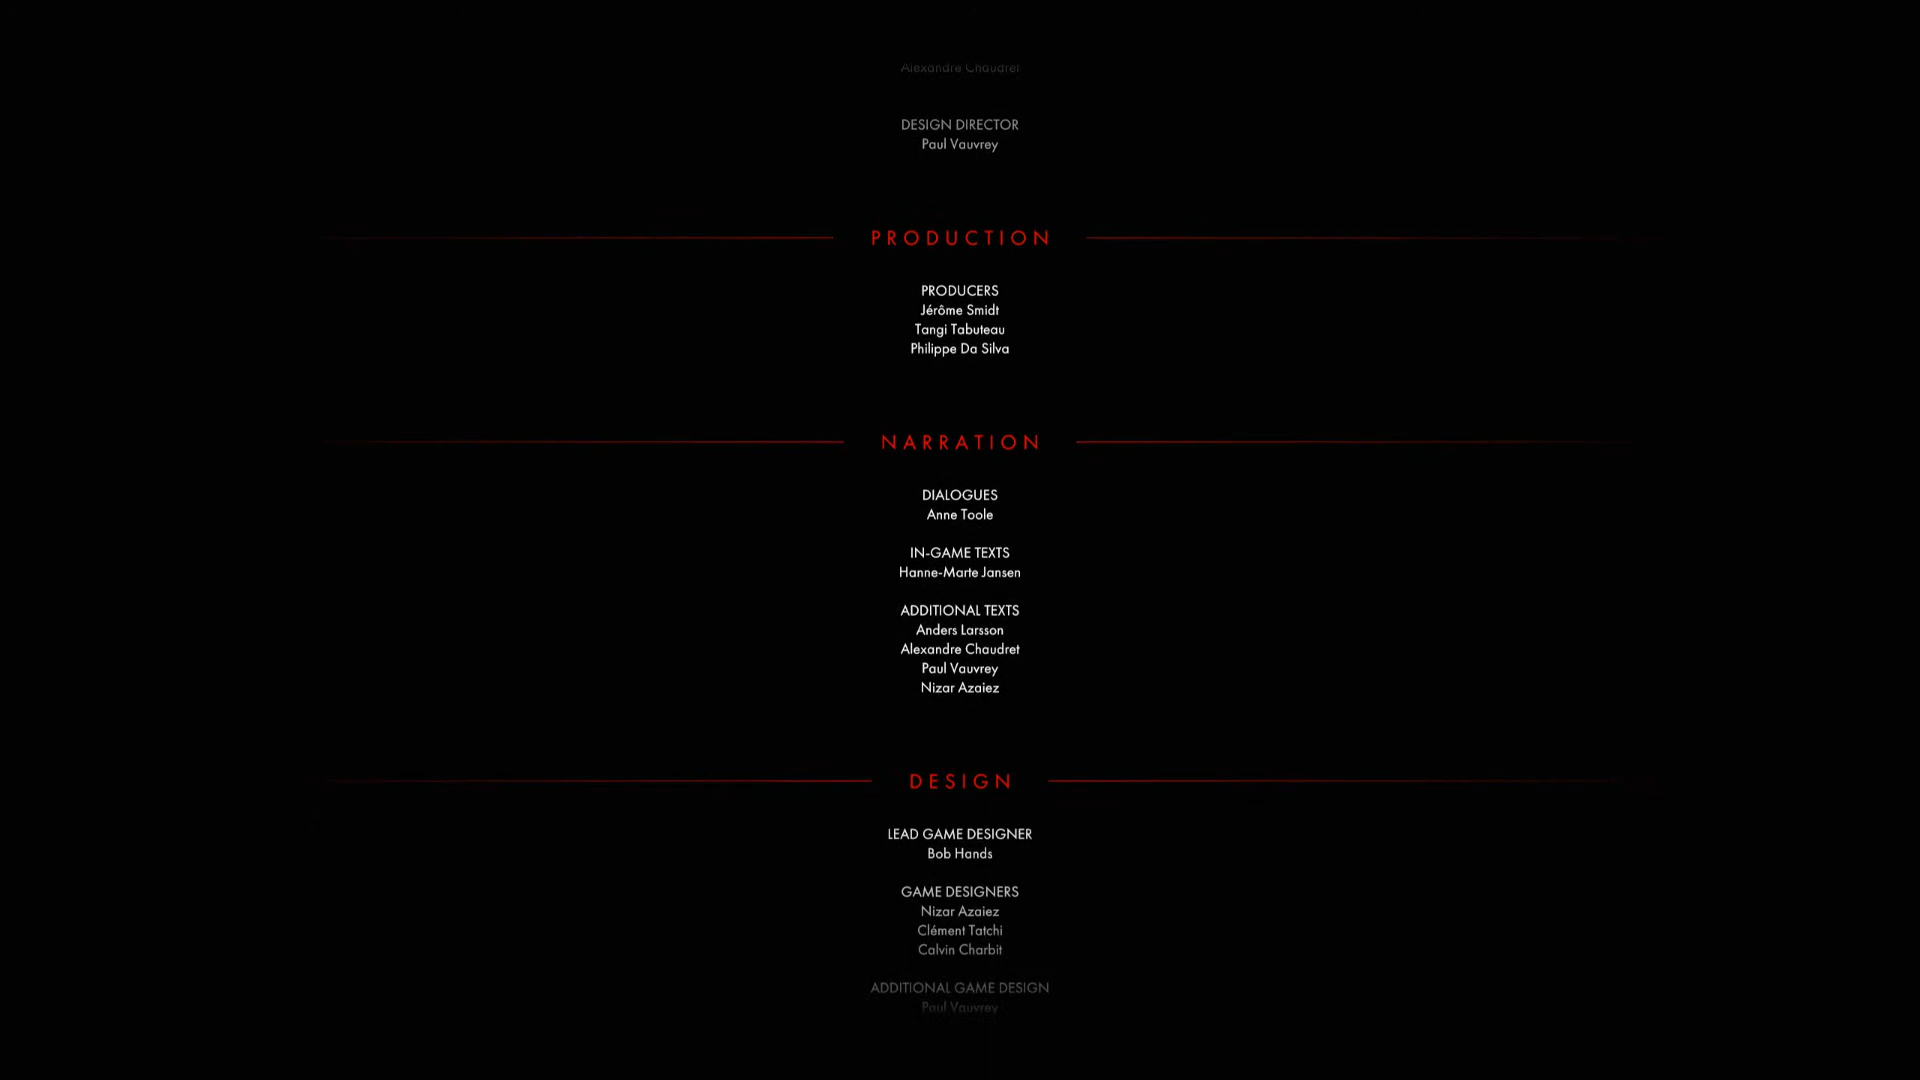 Alexandre Chaudret
DESIGN DIRECTOR
Paul Vauvrey
PRODUCTION
PRODUCERS
Jérôme Smidt
Tangi Tabuteau
Philippe Da Silva
NARRATION
DIALOGUES
Anne Toole
IN-GAME TEXTS
Hanne-Marte Jansen
ADDITIONAL TEXTS
Anders Larsson
Alexandre Chaudret
Paul Vauvrey
Nizar Azaiez
DESIGN
LEAD GAME DESIGNER
Bob Hands
GAME DESIGNERS
Nizar Azaiez
Clément Tatchi
Calvin Charbit
ADDITIONAL GAME DESIGN
Paul Vauvrey